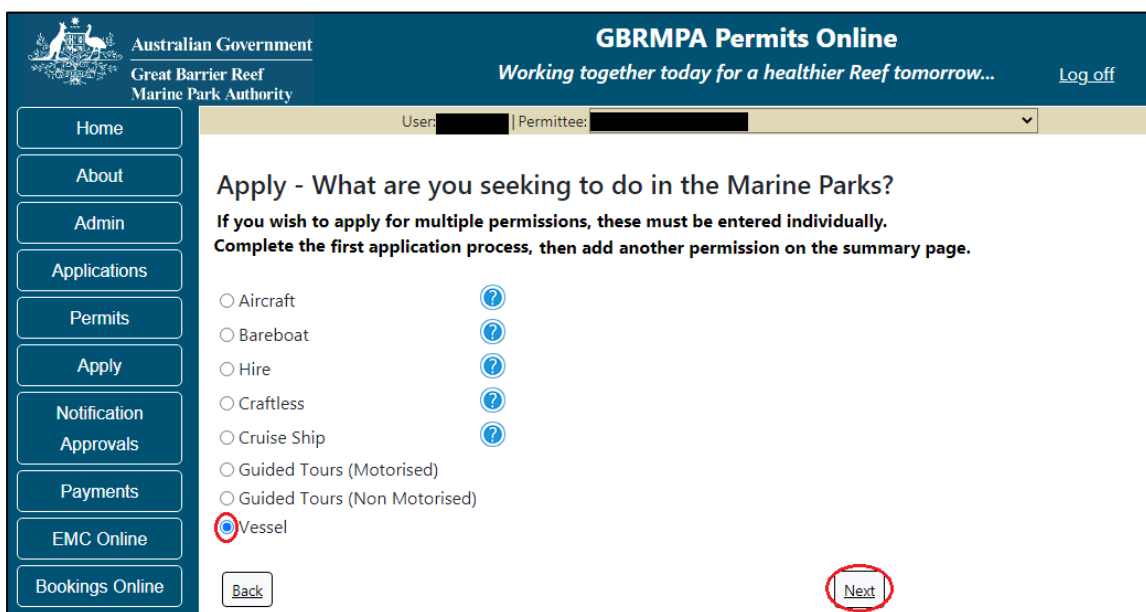 Australian Government
Great Barrier Reef
Marine Park Authority
GBRMPA Permits Online
Working together today for a healthier Reef tomorrow...
Log off
User: | Permittee:
Home
About
Admin
Applications
Permits
Apply
Notification
Approvals
Payments
EMC Online
Bookings Online
Apply - What are you seeking to do in the Marine Parks?
If you wish to apply for multiple permissions, these must be entered individually.
Complete the first application process, then add another permission on the summary page.
Aircraft ?
Bareboat ?
Hire ?
Craftless ?
Cruise Ship ?
Guided Tours (Motorised)
Guided Tours (Non Motorised)
Vessel
Back
Next